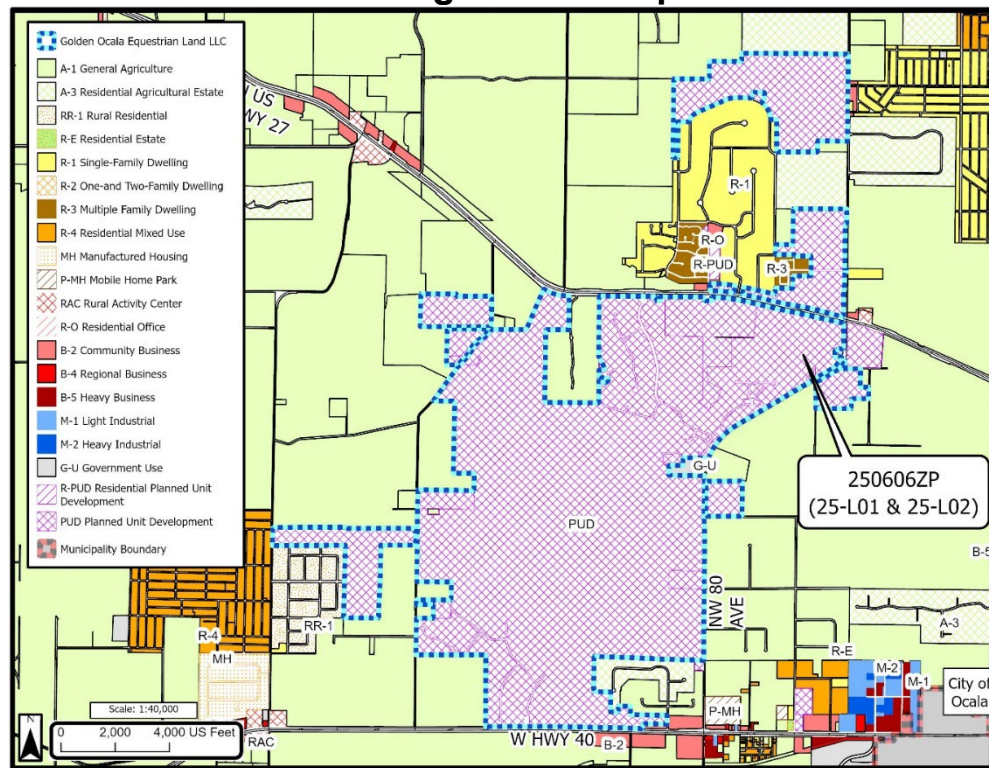 Golden Ocala Equestrian Land LLC
A-1 General Agriculture
A-3 Residential Agricultural Estate
RR-1 Rural Residential
R-E Residential Estate
R-1 Single-Family Dwelling
R-2 One-and Two-Family Dwelling
R-3 Multiple Family Dwelling
R-4 Residential Mixed Use
MH Manufactured Housing
P-MH Mobile Home Park
RAC Rural Activity Center
R-O Residential Office
B-2 Community Business
B-4 Regional Business
B-5 Heavy Business
M-1 Light Industrial
M-2 Heavy Industrial
G-U Government Use
R-PUD Residential Planned Unit
Development
PUD Planned Unit Development
Municipality Boundary
US
WY 27
R-1
R-O
R-PUD
R-3
G-U
250606ZP
(25-L01 & 25-L02)
PUD
B-5
NW 80
AVE
A-3
RR-1
R-4
MH
R-E
M-2
M-1
City of
Ocala
P-MH
Scale: 1:40,000
N
0 2,000 4,000 US Feet
RAC
W HWY 40
B-2